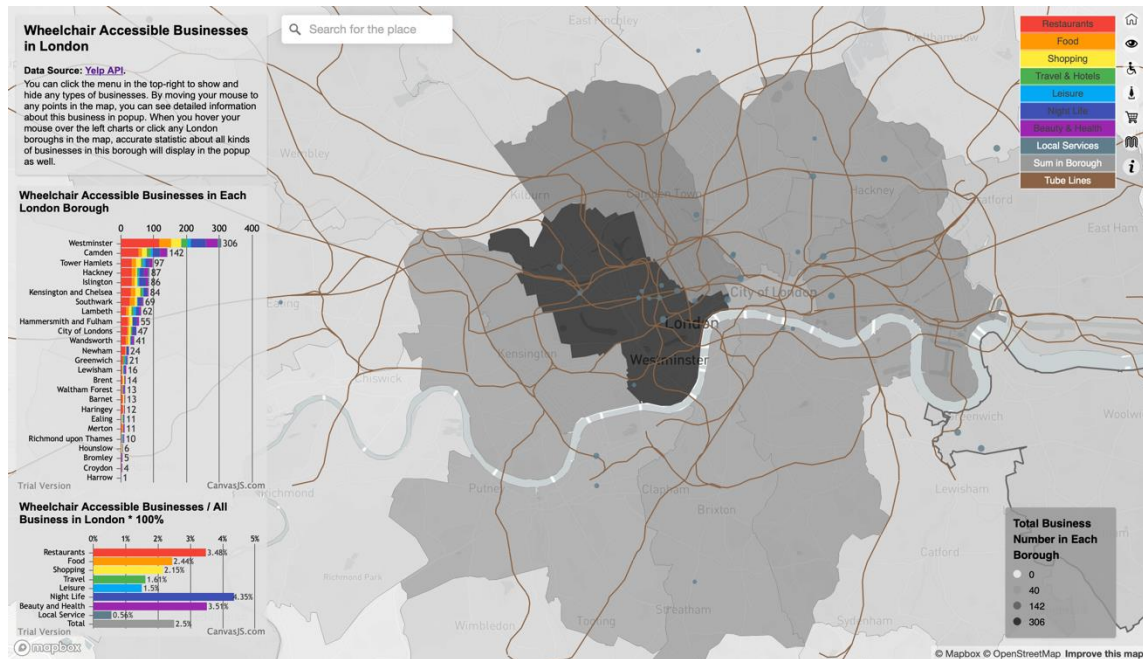 Wheelchair Accessible Businesses
in London
Data Source: Yelp API.
You can click the menu in the top-right to show and
hide any types of businesses. By moving your mouse to
any points in the map, you can see detailed information
about this business in popup. When you hover your
mouse over the left charts or click any London
boroughs in the map, accurate statistic about all kinds
of businesses in this borough will display in the popup
as well.
Search for the place
Wheelchair Accessible Businesses in Each
London Borough
0 100 200 300 400
Westminster 306
Camden 142
Tower Hamlets 97
Hackney 87
Islington 86
Kensington and Chelsea 84
Southwark 69
Lambeth 62
Hammersmith and Fulham 55
City of Londons 47
Wandsworth 41
Newham 24
Greenwich 21
Lewisham 16
Brent 14
Waltham Forest 13
Barnet 13
Haringey 12
Ealing 11
Merton 11
Richmond upon Thames 10
Hounslow 6
Bromley 5
Croydon 4
Harrow 1
Trial Version CanvasJS.com
Wheelchair Accessible Businesses / All
Business in London * 100%
0% 1% 2% 3% 4% 5%
Restaurants 3.48%
Food 2.44%
Shopping 2.15%
Travel 1.61%
Leisure 1.5%
Night Life 4.35%
Beauty and Health 3.51%
Local Service 0.56%
Total 2.5%
Trial Version CanvasJS.com
mapbox
East Finchley
Walthamstow
Wembley
Kilburn
Camden Town
Hackney
Stratford
East Ham
Ealing
City of London
London
Kensington
Westminster
Chiswick
Greenwich
Woolwi
Richmond
Putney
Clapham
Brixton
Lewisham
Catford
Richmond Park
Streatham
Wimbledon
Tooting
Sydenham
Restaurants
Food
Shopping
Travel & Hotels
Leisure
Night Life
Beauty & Health
Local Services
Sum in Borough
Tube Lines
Total Business
Number in Each
Borough
0
40
142
306
© Mapbox © OpenStreetMap Improve this map